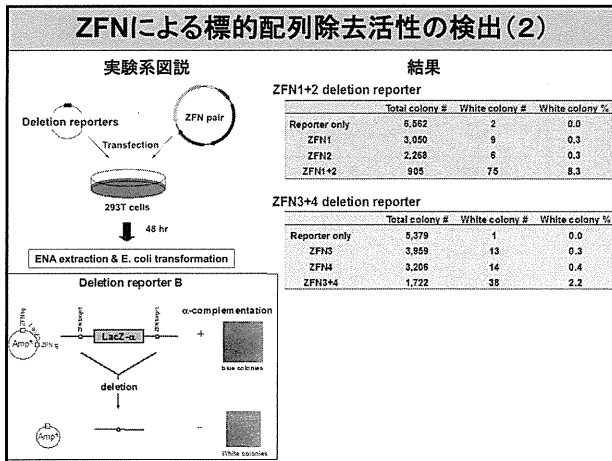 ZFNによる標的配列除去活性の検出(2)
実験系図説
Deletion reporters
ZFN pair
Transfection
293T cells
48 hr
ENA extraction & E. coli transformation
Deletion reporter B
α-complementation
Amp
ZFN target
LacZ-α
ZFN target
+
blue colonies
deletion
Amp
−
White colonies
結果
ZFN1+2 deletion reporter
Total colony # White colony # White colony %
Reporter only 6,562 2 0.0
ZFN1 3,050 9 0.3
ZFN2 2,268 6 0.3
ZFN1+2 905 75 8.3
ZFN3+4 deletion reporter
Total colony # White colony # White colony %
Reporter only 5,379 1 0.0
ZFN3 3,959 13 0.3
ZFN4 3,206 14 0.4
ZFN3+4 1,722 38 2.2